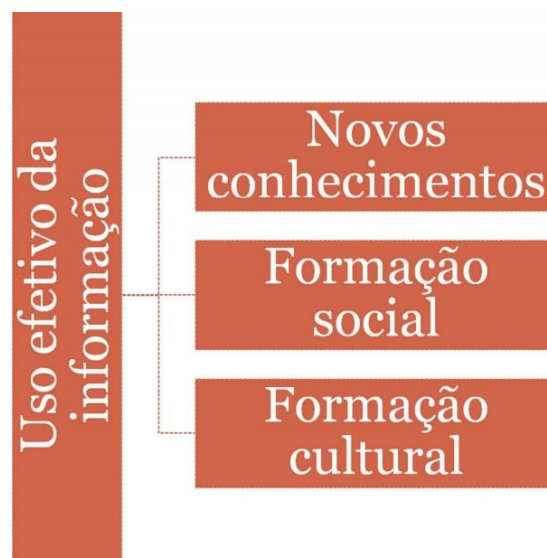 Uso efetivo da
informação
Novos
conhecimentos
Formação
social
Formação
cultural